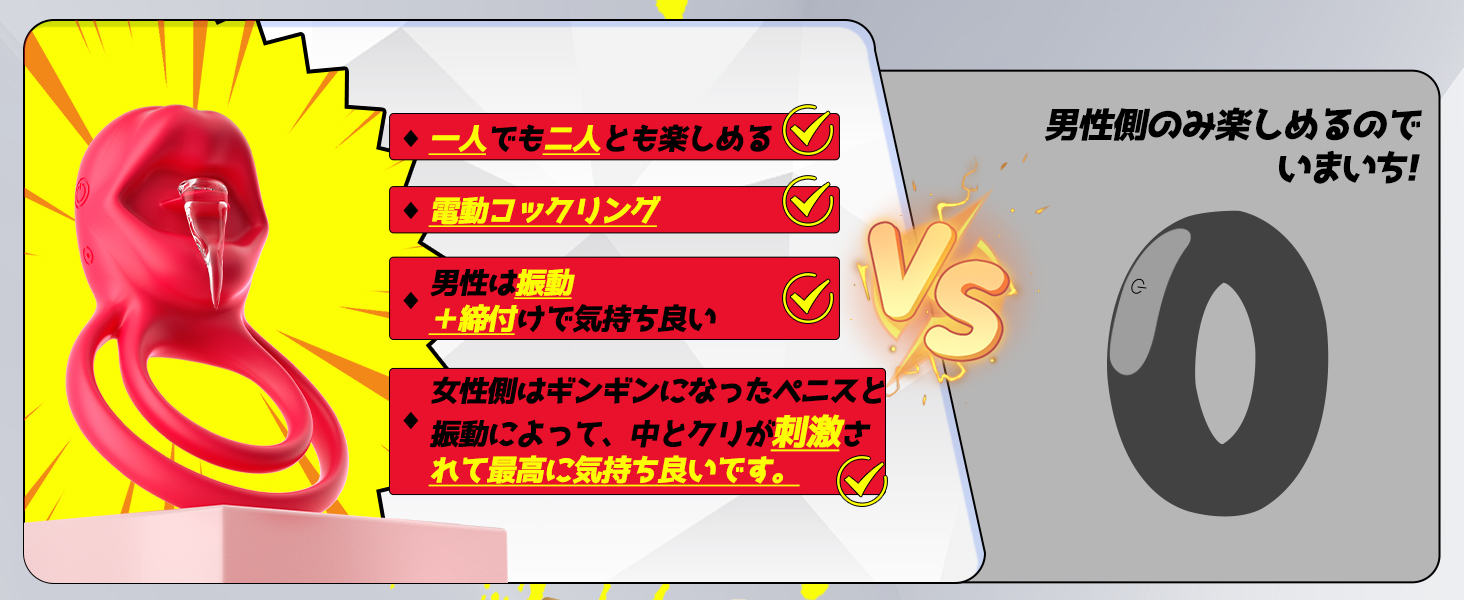 一人でも二人とも楽しめる
電動コックリング
男性は振動
＋締付けで気持ち良い
女性側はギンギンになったペニスと
振動によって、中とクリが刺激さ
れて最高に気持ち良いです。
VS
男性側のみ楽しめるので
いまいち!